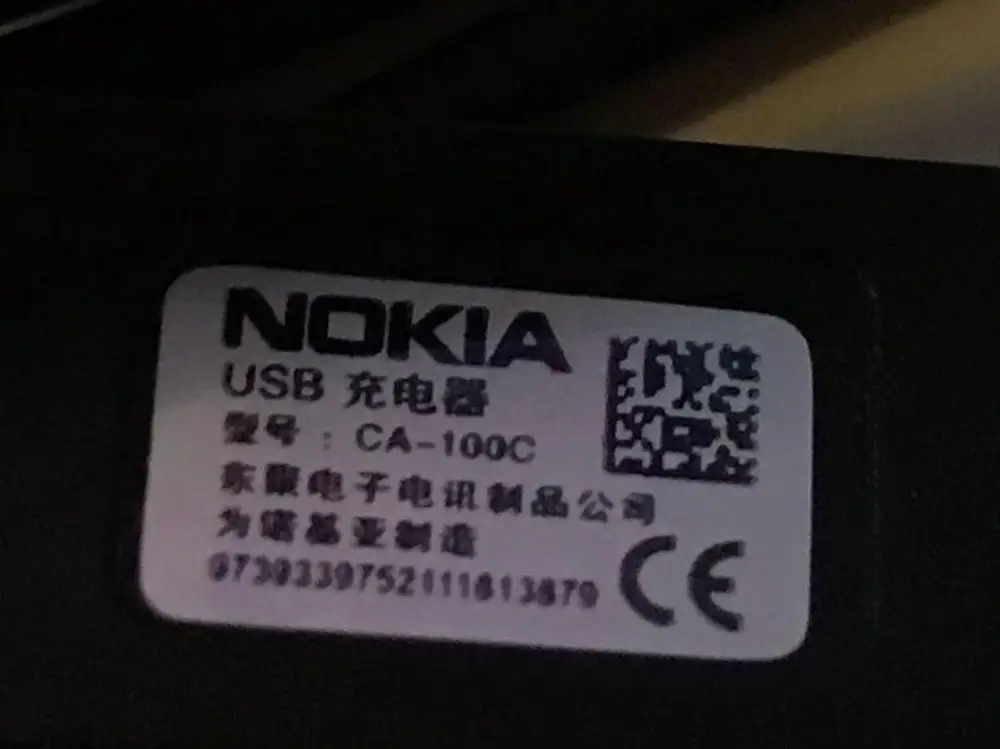 NOKIA
USB 充电器
型号：CA-100C
东聚电子电讯制品公司
为诺基亚制造
CE